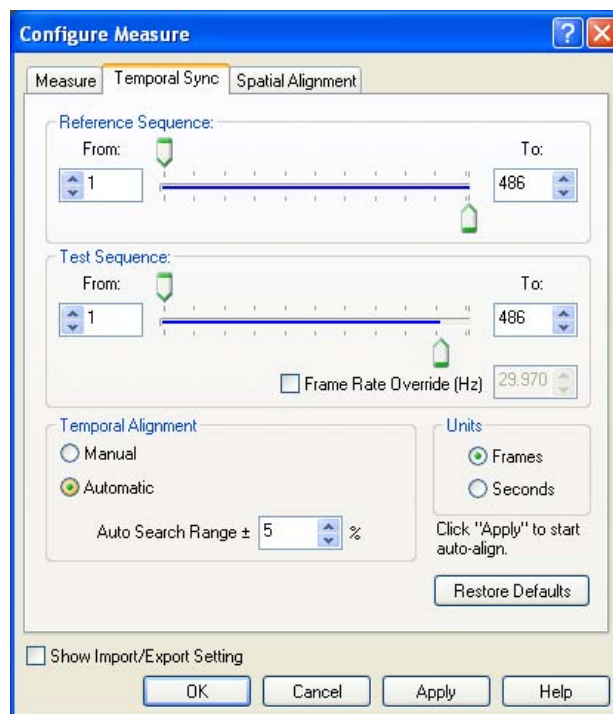 Configure Measure
Measure Temporal Sync Spatial Alignment
Reference Sequence:
From: To:
1 486
Test Sequence:
From: To:
1 486
Frame Rate Override (Hz) 29.970
Temporal Alignment
Manual
Automatic
Auto Search Range ± 5 %
Units
Frames
Seconds
Click "Apply" to start
auto-align.
Restore Defaults
Show Import/Export Setting
OK Cancel Apply Help